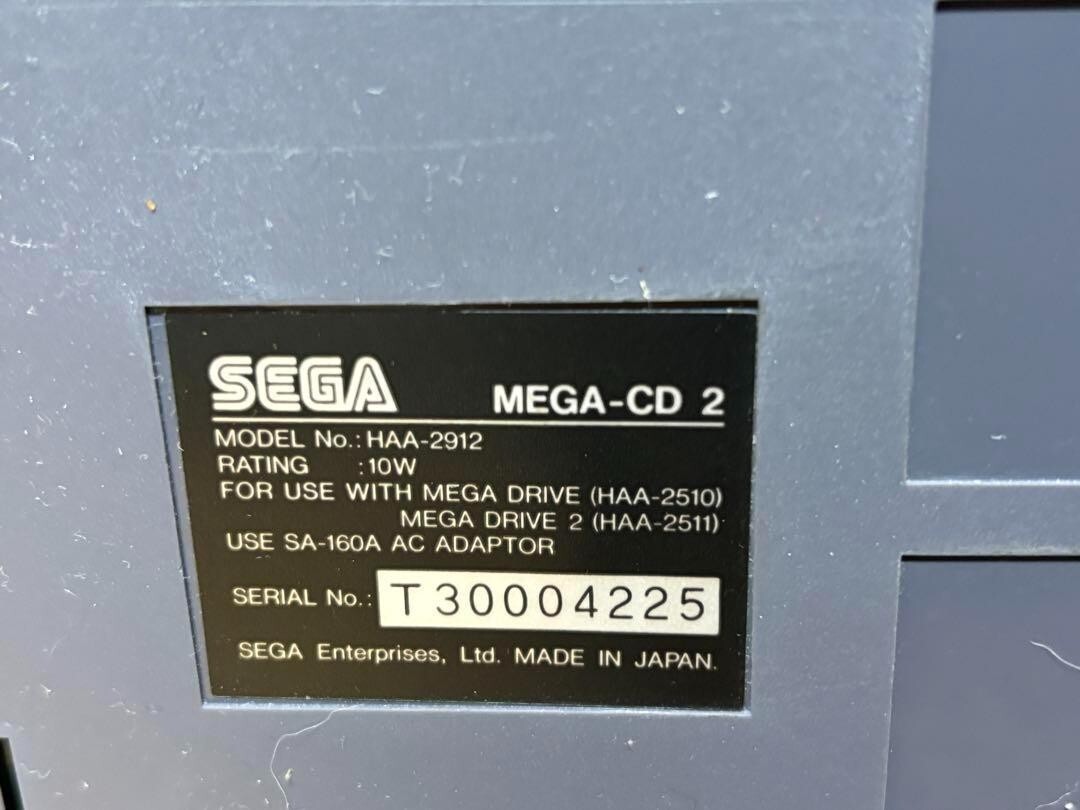 SEGA MEGA-CD 2
MODEL No.: HAA-2912
RATING :10W
FOR USE WITH MEGA DRIVE (HAA-2510)
MEGA DRIVE 2 (HAA-2511)
USE SA-160A AC ADAPTOR
SERIAL No.: T30004225
SEGA Enterprises, Ltd. MADE IN JAPAN.